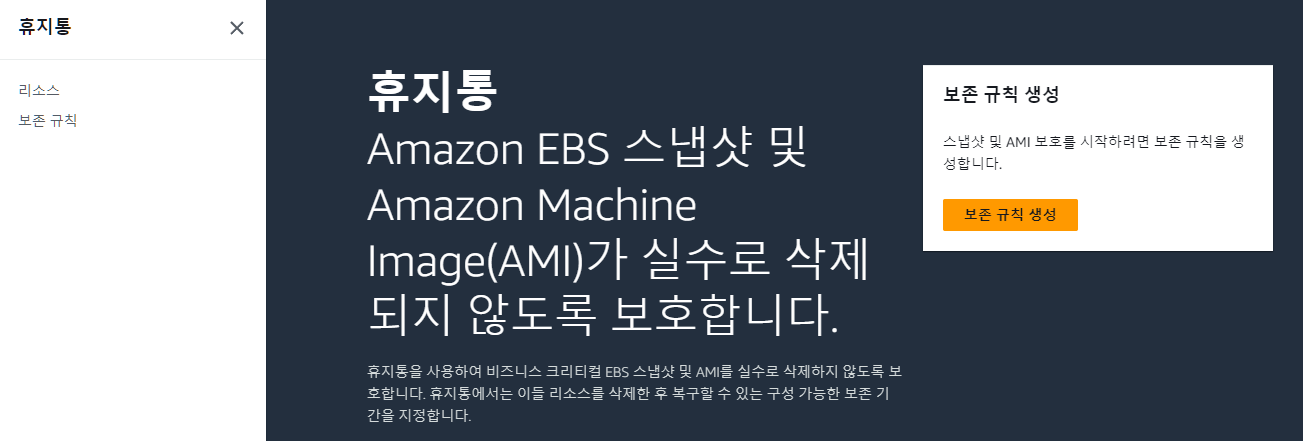 휴지통
리소스
보존 규칙
휴지통
Amazon EBS 스냅샷 및
Amazon Machine
Image(AMI)가 실수로 삭제
되지 않도록 보호합니다.
휴지통을 사용하여 비즈니스 크리티컬 EBS 스냅샷 및 AMI를 실수로 삭제하지 않도록 보
호합니다. 휴지통에서는 이들 리소스를 삭제한 후 복구할 수 있는 구성 가능한 보존 기
간을 지정합니다.
보존 규칙 생성
스냅샷 및 AMI 보호를 시작하려면 보존 규칙을 생
성합니다.
보존 규칙 생성